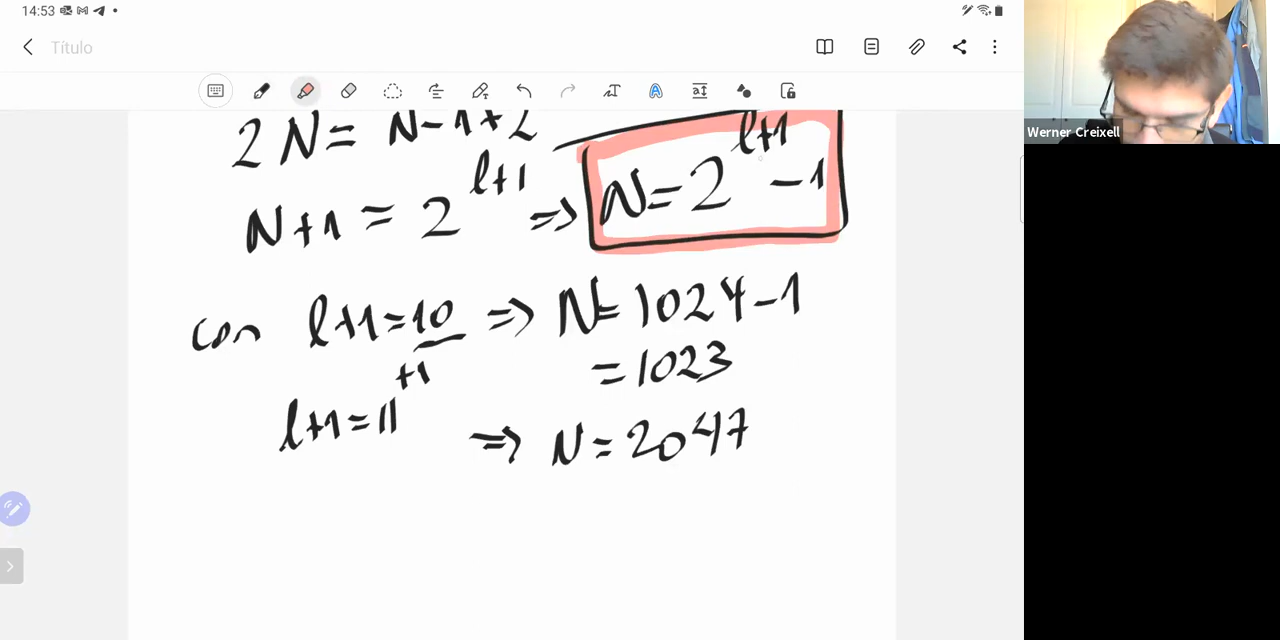 14:53
Título
Werner Creixell
2N = N-1+2
N+1 = 2^{l+1} => N=2^{l+1}-1
con l+1=10 => N=1024-1
+1 =1023
l+1=11 => N=2047